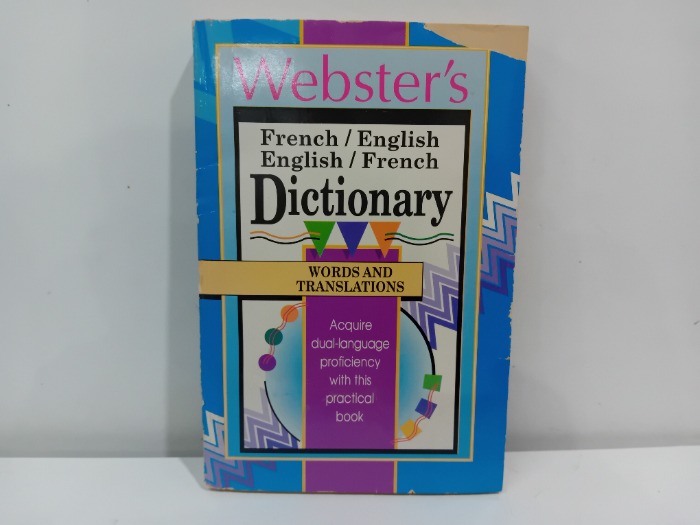 Webster's
French / English
English / French
Dictionary
WORDS AND
TRANSLATIONS
Acquire
dual-language
proficiency
with this
practical
book